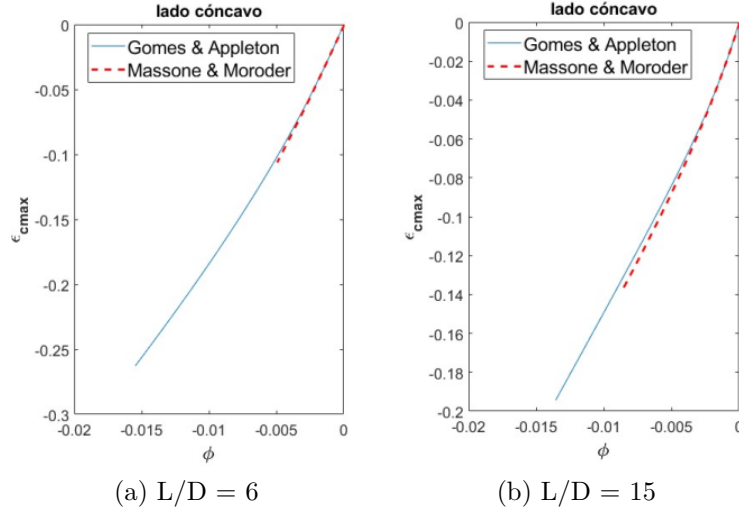 lado cóncavo
Gomes & Appleton
Massone & Moroder
0
-0.05
-0.1
-0.15
-0.2
-0.25
-0.3
ϵcmax
-0.02
-0.015
-0.01
-0.005
0
ϕ
(a) L/D = 6
lado cóncavo
Gomes & Appleton
Massone & Moroder
0
-0.02
-0.04
-0.06
-0.08
-0.1
-0.12
-0.14
-0.16
-0.18
-0.2
ϵcmax
-0.02
-0.015
-0.01
-0.005
0
ϕ
(b) L/D = 15